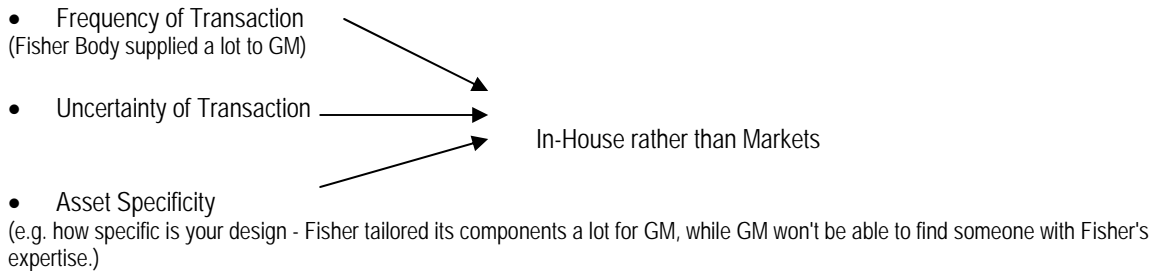 • Frequency of Transaction
(Fisher Body supplied a lot to GM)
• Uncertainty of Transaction
In-House rather than Markets
• Asset Specificity
(e.g. how specific is your design - Fisher tailored its components a lot for GM, while GM won't be able to find someone with Fisher's
expertise.)